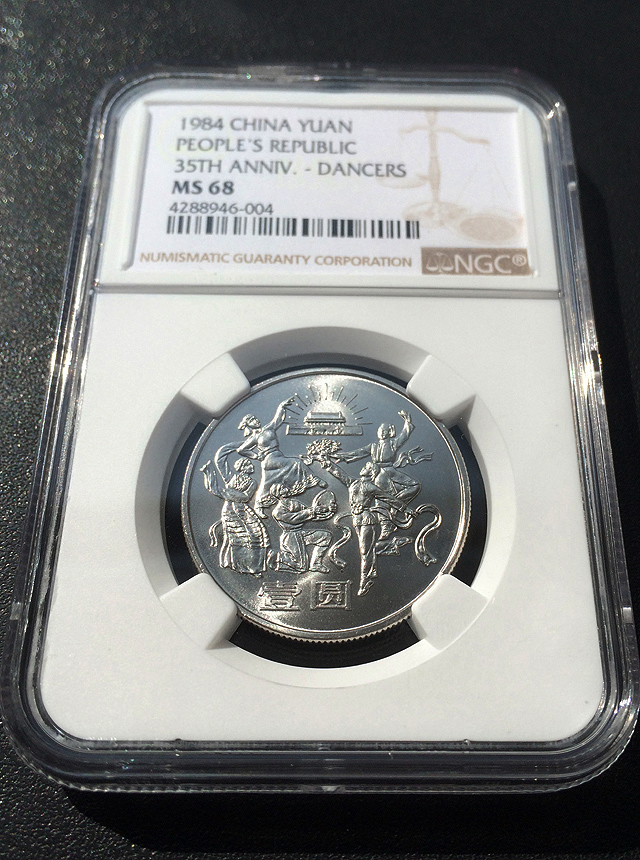 1984 CHINA YUAN
PEOPLE'S REPUBLIC
35TH ANNIV. - DANCERS
MS 68
4288946-004
NUMISMATIC GUARANTY CORPORATION NGC®
壹圆